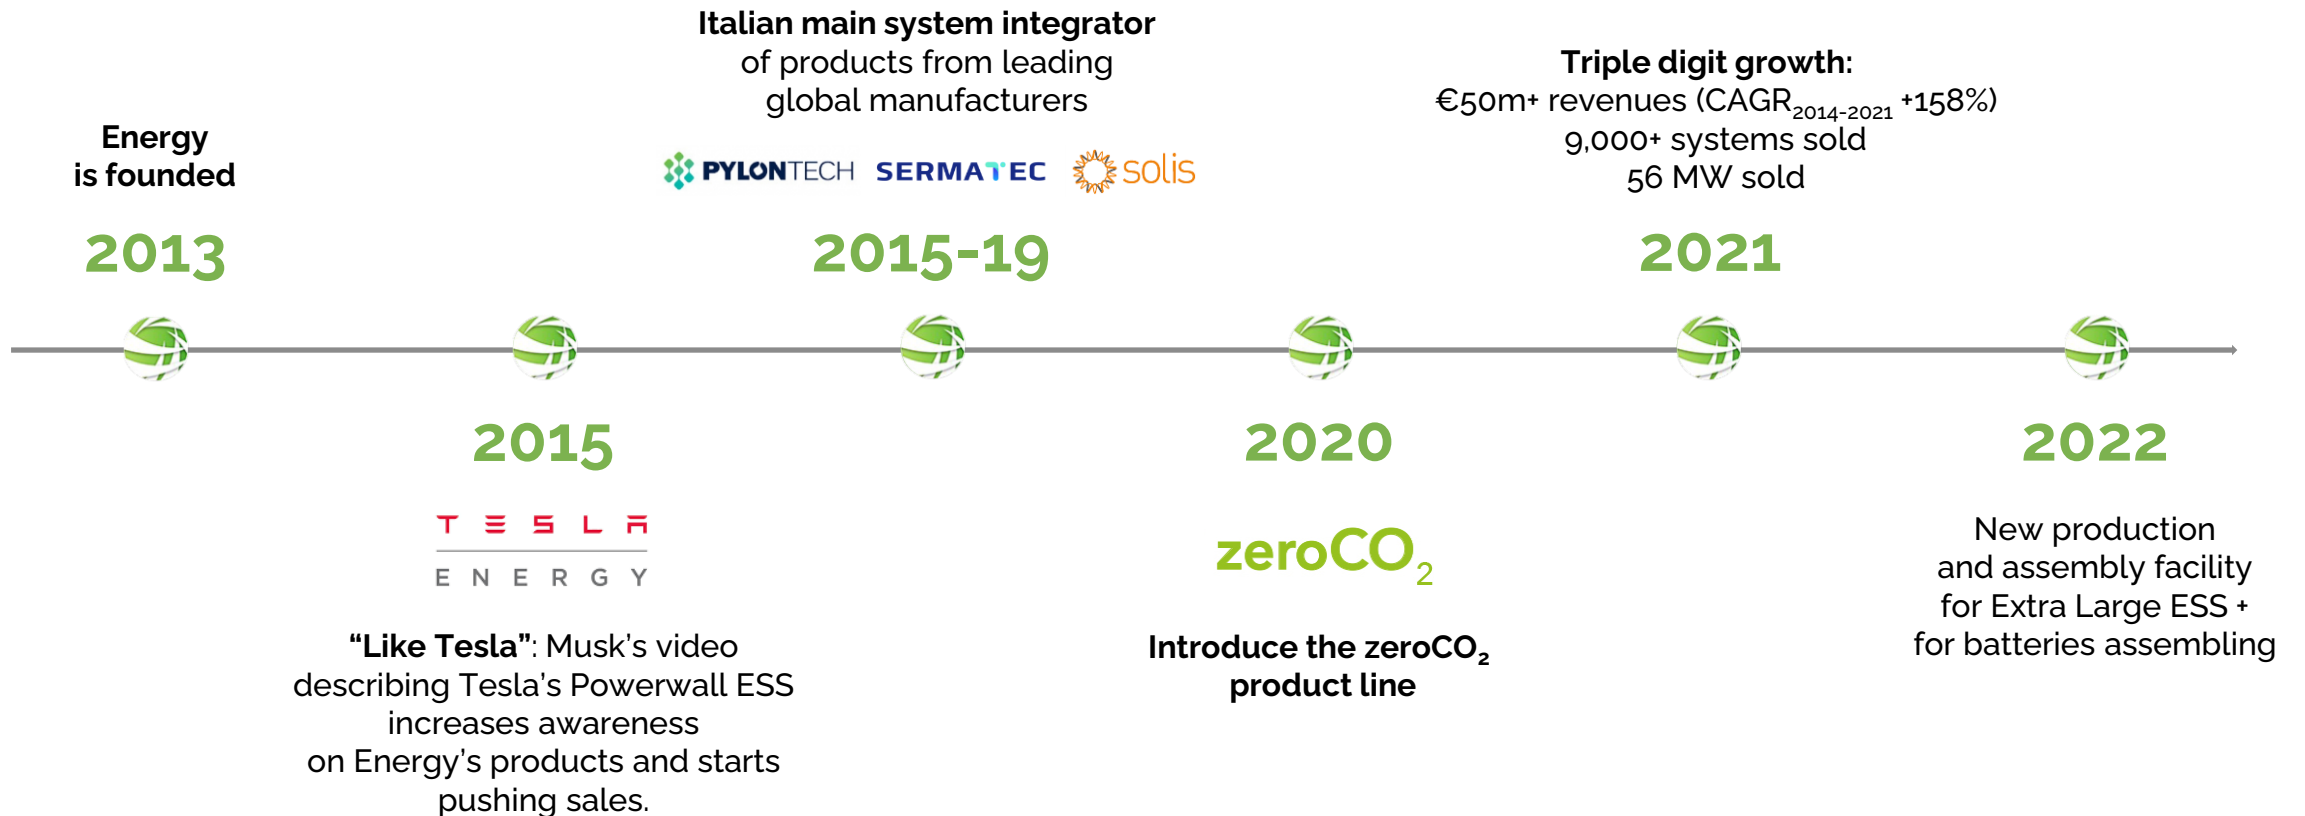 Energy
is founded
2013
2015
TESLA
ENERGY
“Like Tesla”: Musk’s video
describing Tesla’s Powerwall ESS
increases awareness
on Energy’s products and starts
pushing sales.
Italian main system integrator
of products from leading
global manufacturers
PYLONTECH SERMATEC solis
2015-19
2020
zeroCO₂
Introduce the zeroCO₂
product line
Triple digit growth:
€50m+ revenues (CAGR₂₀₁₄₋₂₀₂₁ +158%)
9,000+ systems sold
56 MW sold
2021
2022
New production
and assembly facility
for Extra Large ESS +
for batteries assembling